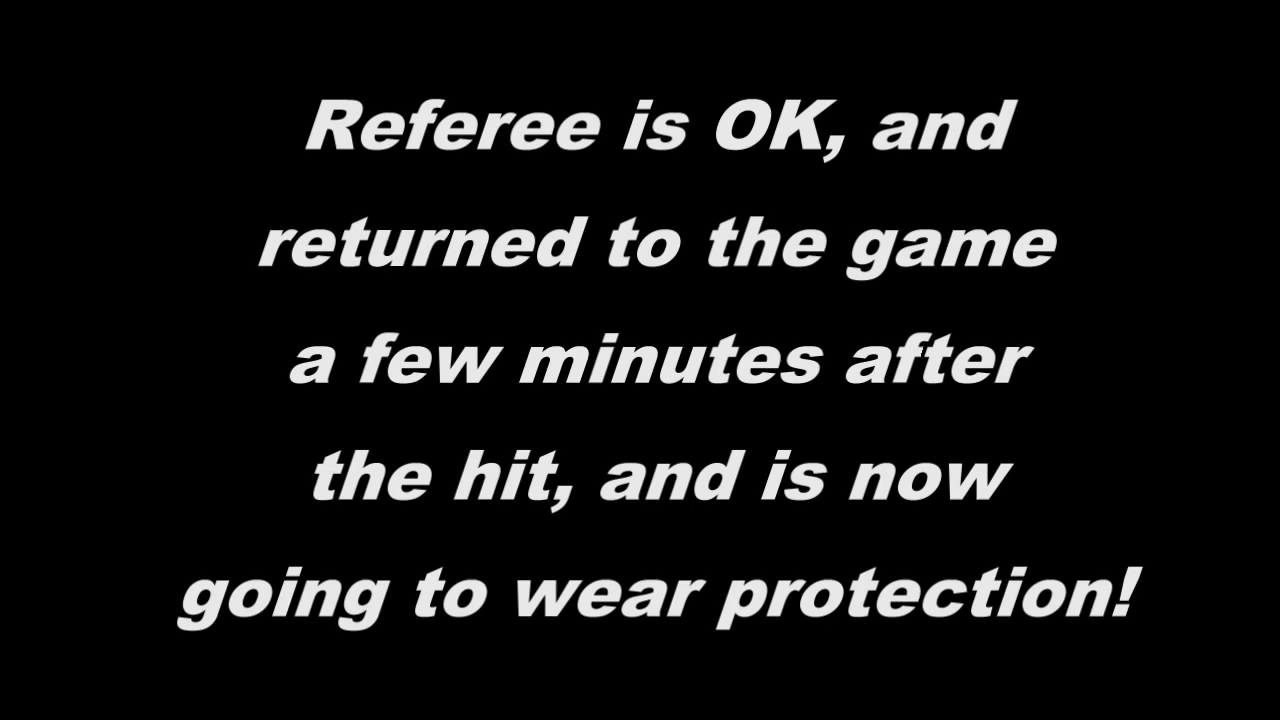 Referee is OK, and
returned to the game
a few minutes after
the hit, and is now
going to wear protection!